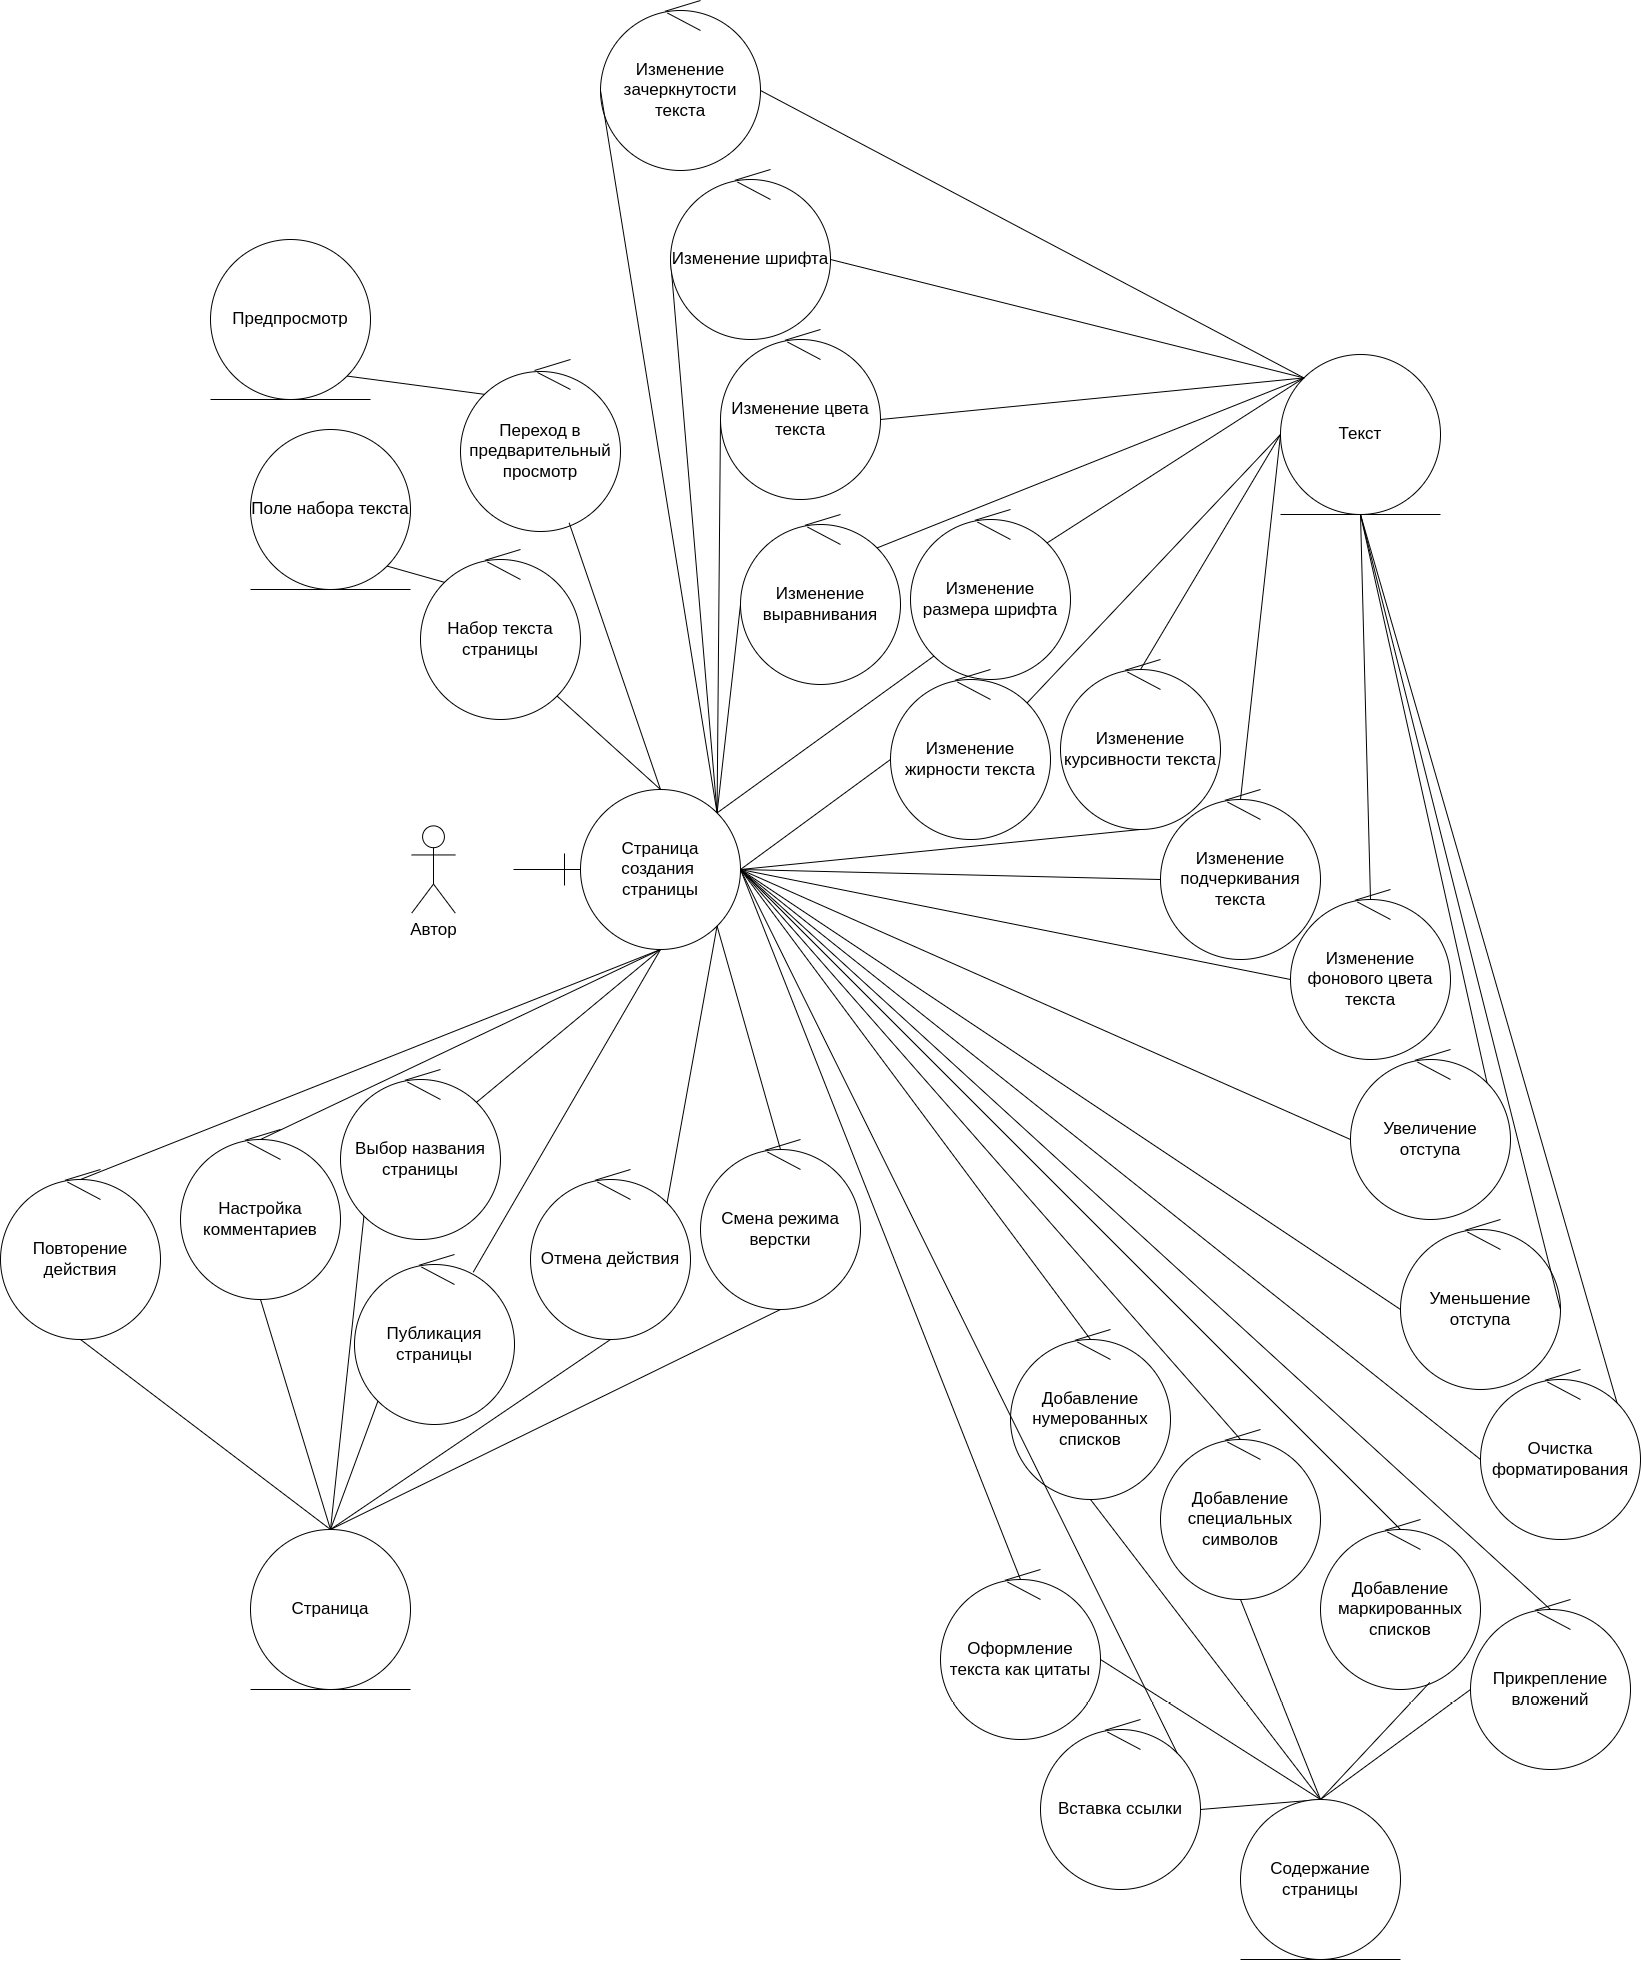 Изменение
зачеркнутости
текста
Изменение шрифта
Предпросмотр
Изменение цвета
текста
Переход в
предварительный
просмотр
Текст
Поле набора текста
Изменение
выравнивания
Изменение
размера шрифта
Набор текста
страницы
Изменение
жирности текста
Изменение
курсивности текста
Страница
создания
страницы
Изменение
подчеркивания
текста
Автор
Изменение
фонового цвета
текста
Увеличение
отступа
Выбор названия
страницы
Настройка
комментариев
Смена режима
верстки
Повторение
действия
Отмена действия
Уменьшение
отступа
Публикация
страницы
Добавление
нумерованных
списков
Очистка
форматирования
Добавление
специальных
символов
Страница
Добавление
маркированных
списков
Оформление
текста как цитаты
Прикрепление
вложений
Вставка ссылки
Содержание
страницы